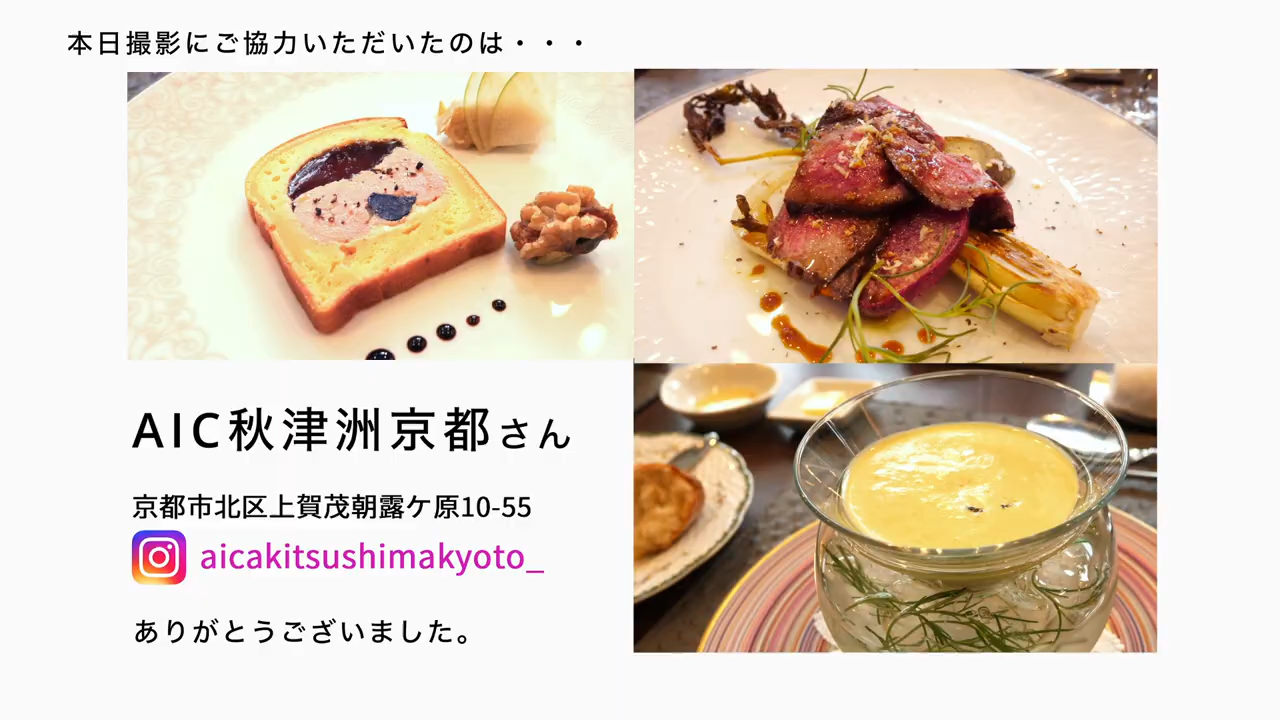 本日撮影にご協力いただいたのは・・・
AIC秋津洲京都さん
京都市北区上賀茂朝露ケ原10-55
aicakitsushimakyoto_
ありがとうございました。